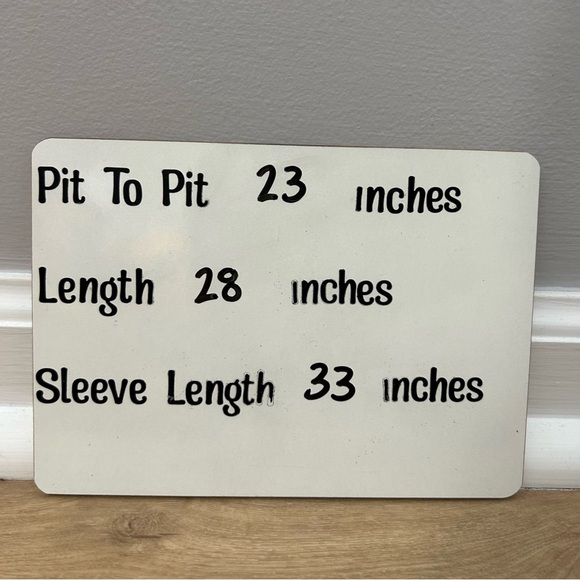 Pit To Pit 23 inches
Length 28 inches
Sleeve Length 33 inches